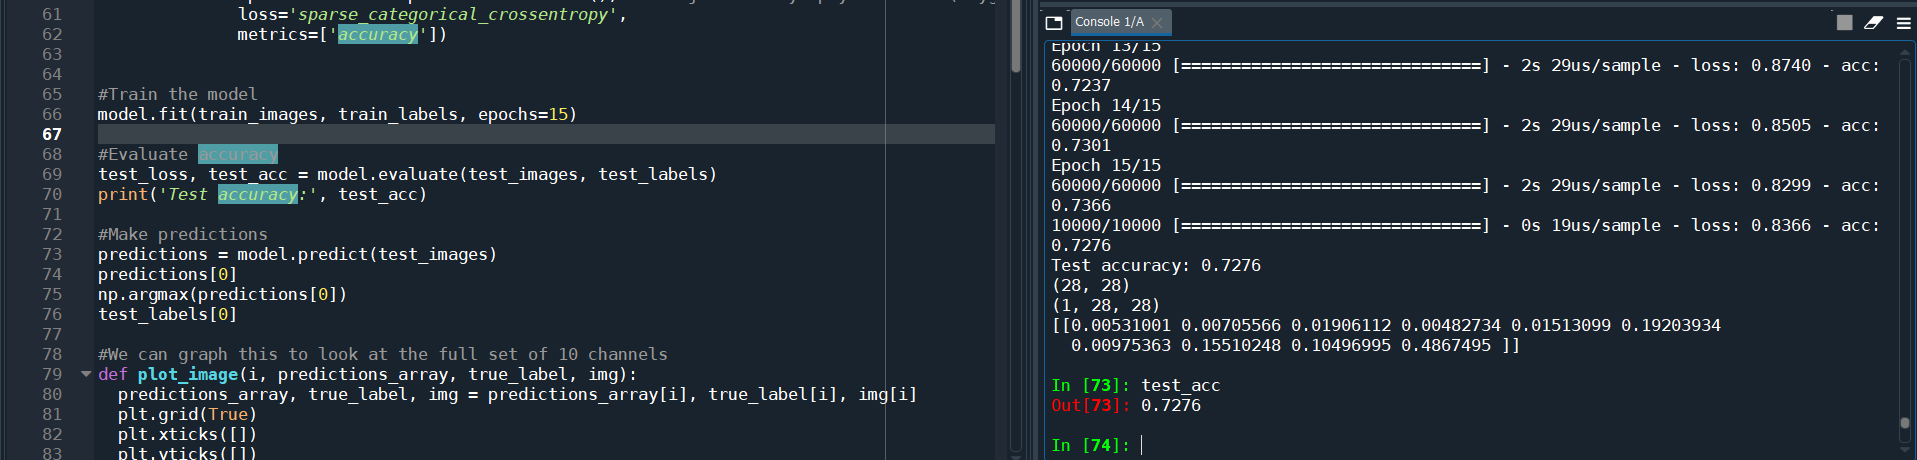 61 loss='sparse_categorical_crossentropy',
62 metrics=['accuracy'])
63
64
65 #Train the model
66 model.fit(train_images, train_labels, epochs=15)
67
68 #Evaluate accuracy
69 test_loss, test_acc = model.evaluate(test_images, test_labels)
70 print('Test accuracy:', test_acc)
71
72 #Make predictions
73 predictions = model.predict(test_images)
74 predictions[0]
75 np.argmax(predictions[0])
76 test_labels[0]
77
78 #We can graph this to look at the full set of 10 channels
79 def plot_image(i, predictions_array, true_label, img):
80 predictions_array, true_label, img = predictions_array[i], true_label[i], img[i]
81 plt.grid(True)
82 plt.xticks([])
83 plt.yticks([])
Console 1/A
Epoch 13/15
60000/60000 [==============================] - 2s 29us/sample - loss: 0.8740 - acc:
0.7237
Epoch 14/15
60000/60000 [==============================] - 2s 29us/sample - loss: 0.8505 - acc:
0.7301
Epoch 15/15
60000/60000 [==============================] - 2s 29us/sample - loss: 0.8299 - acc:
0.7366
10000/10000 [==============================] - 0s 19us/sample - loss: 0.8366 - acc:
0.7276
Test accuracy: 0.7276
(28, 28)
(1, 28, 28)
[[0.00531001 0.00705566 0.01906112 0.00482734 0.01513099 0.19203934
0.00975363 0.15510248 0.10496995 0.4867495 ]]
In [73]: test_acc
Out[73]: 0.7276
In [74]: